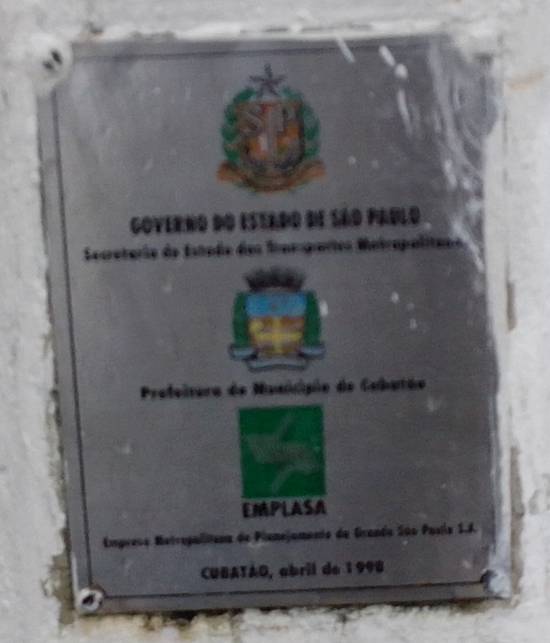 SP
GOVERNO DO ESTADO DE SÃO PAULO
Secretaria de Estado dos Transportes Metropolitanos
Prefeitura do Município de Cubatão
EMPLASA
Empresa Metropolitana de Planejamento da Grande São Paulo S.A.
CUBATÃO, abril de 1998